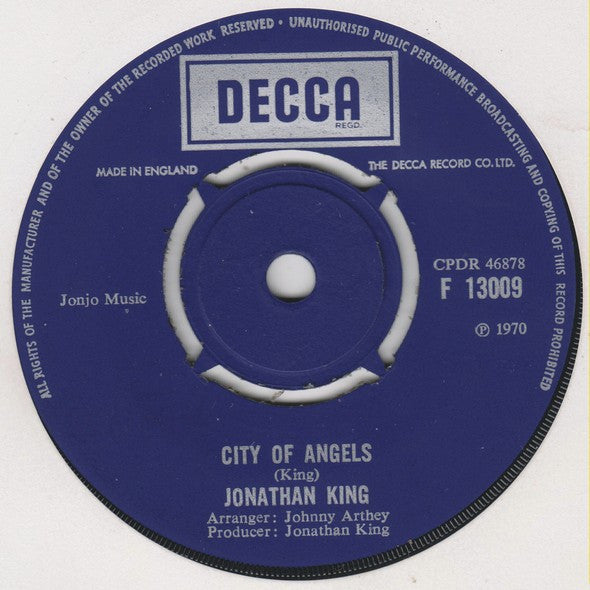 ALL RIGHTS OF THE MANUFACTURER AND OF THE OWNER OF THE RECORDED WORK RESERVED • UNAUTHORISED PUBLIC PERFORMANCE BROADCASTING AND COPYING OF THIS RECORD PROHIBITED
DECCA
REGD.
MADE IN ENGLAND
THE DECCA RECORD CO. LTD.
Jonjo Music
CPDR 46878
F 13009
℗ 1970
CITY OF ANGELS
(King)
JONATHAN KING
Arranger: Johnny Arthey
Producer: Jonathan King